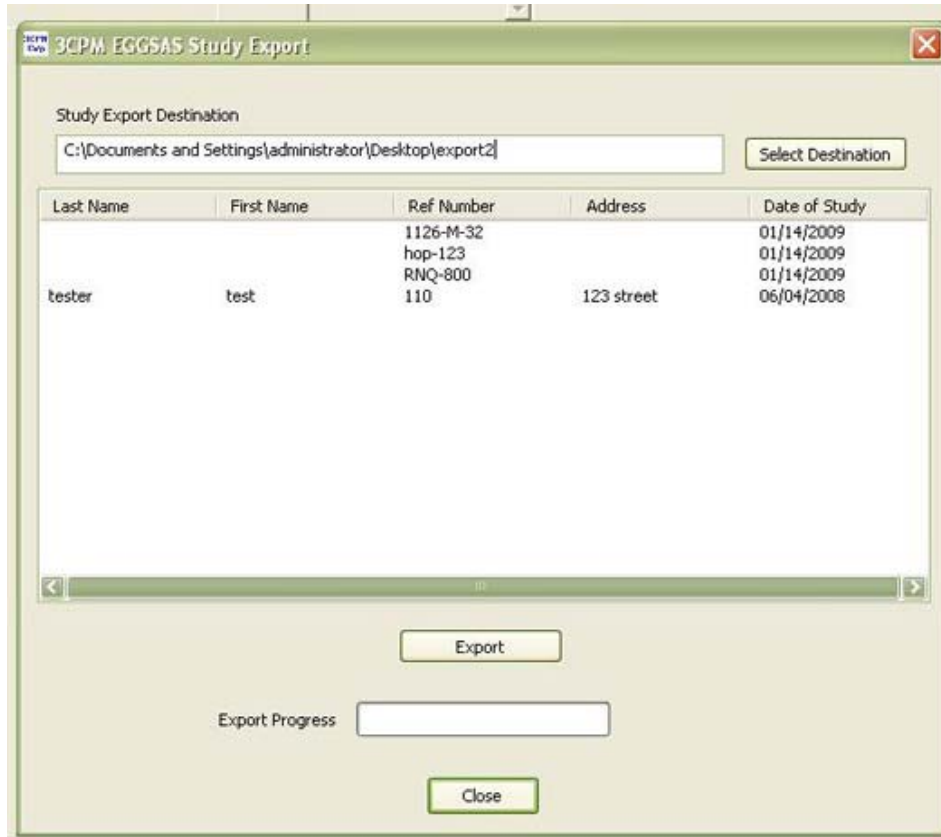 3CPM EGGSAS Study Export
Study Export Destination
C:\Documents and Settings\administrator\Desktop\export2
Select Destination
Last Name First Name Ref Number Address Date of Study
1126-M-32 01/14/2009
hop-123 01/14/2009
RNQ-800 01/14/2009
tester test 110 123 street 06/04/2008
Export
Export Progress
Close